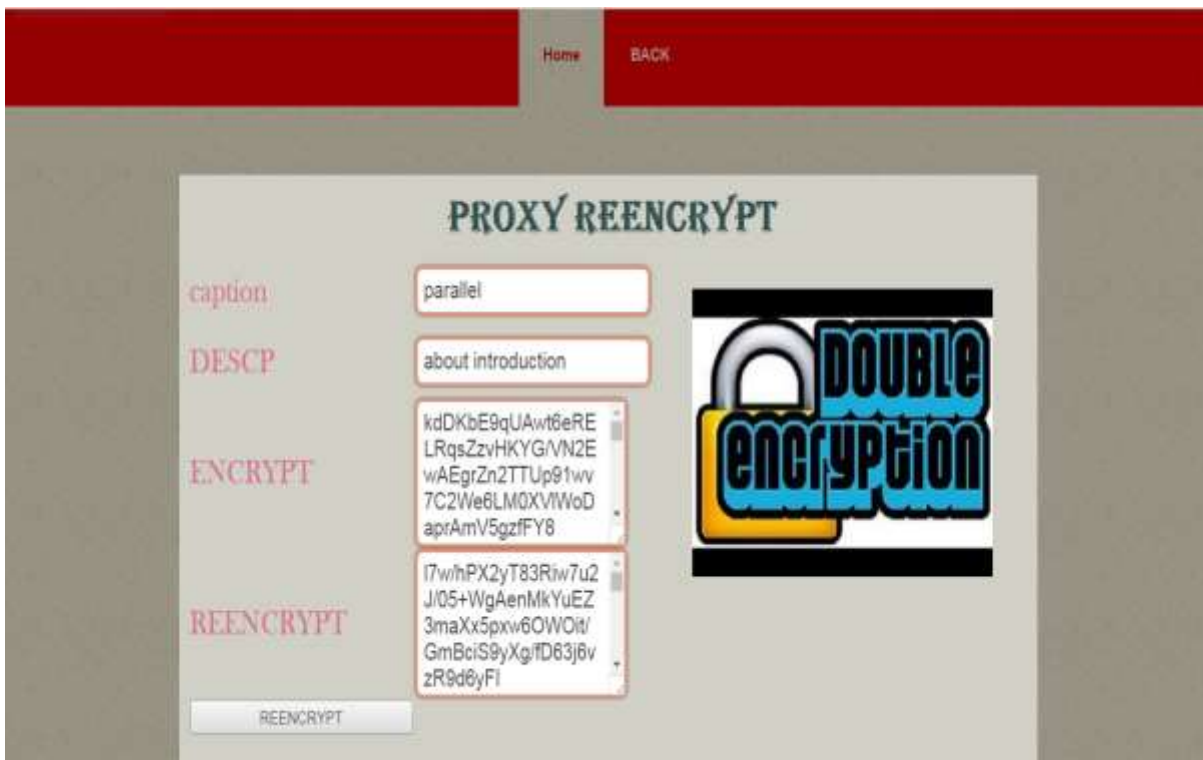 Home BACK
PROXY REENCRYPT
caption
parallel
DESCP
about introduction
ENCRYPT
kdDKbE9qUAwt6eRE
LRqsZzvHKYG/VN2E
wAEgrZn2TTUp91wv
7C2We6LM0XVlWoD
aprAmV5gzfFY8
REENCRYPT
l7w/hPX2yT83Riw7u2
J/05+WgAenMkYuEZ
3maXx5pxw6OWOit/
GmBciS9yXg/fD63j6v
zR9d6yFl
REENCRYPT
DOUBLE
encryption